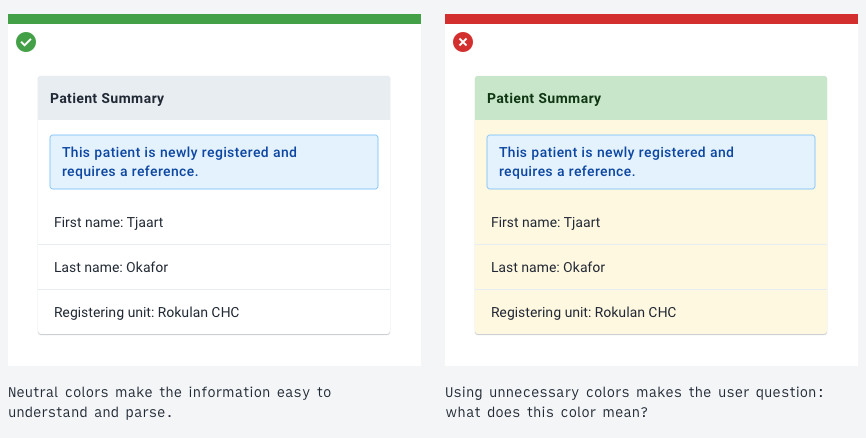 Patient Summary
This patient is newly registered and
requires a reference.
First name: Tjaart
Last name: Okafor
Registering unit: Rokulan CHC
Neutral colors make the information easy to
understand and parse.
Patient Summary
This patient is newly registered and
requires a reference.
First name: Tjaart
Last name: Okafor
Registering unit: Rokulan CHC
Using unnecessary colors makes the user question:
what does this color mean?